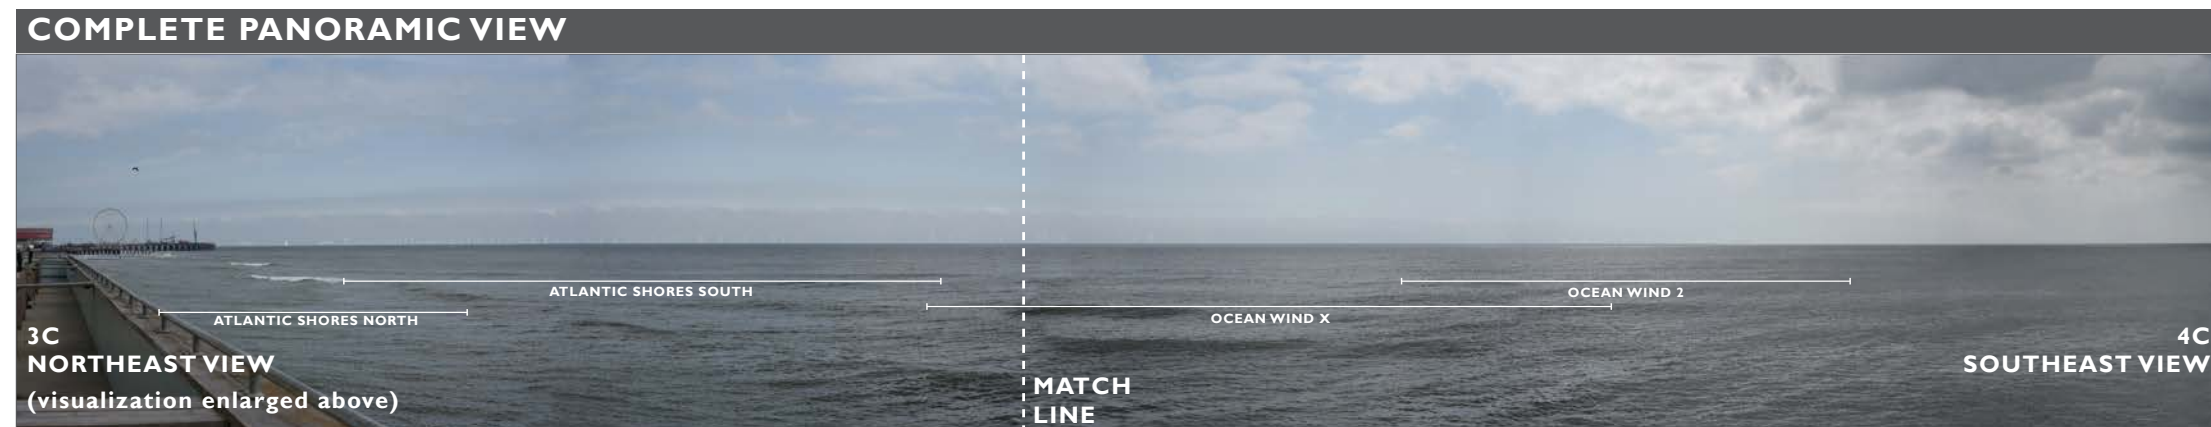 COMPLETE PANORAMIC VIEW
ATLANTIC SHORES SOUTH
OCEAN WIND 2
ATLANTIC SHORES NORTH
OCEAN WIND X
3C
NORTHEAST VIEW
(visualization enlarged above)
4C
SOUTHEAST VIEW
MATCH
LINE